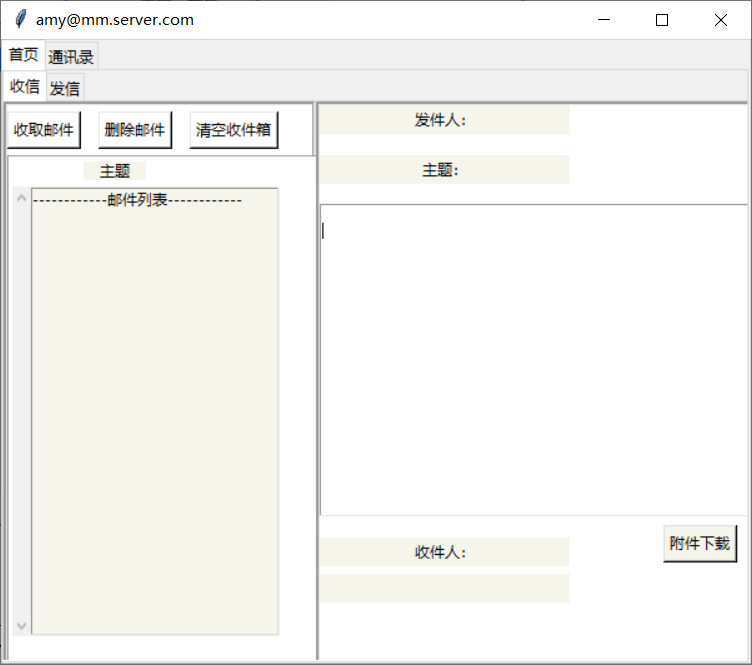 amy@mm.server.com
首页 通讯录
收信 发信
收取邮件 删除邮件 清空收件箱
主题
------------邮件列表------------
发件人:
主题:
收件人:
附件下载